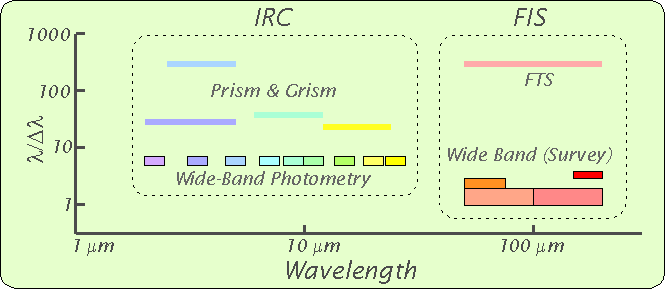 IRC
FIS
1000
100
10
1
λ/Δλ
Prism & Grism
FTS
Wide Band (Survey)
Wide-Band Photometry
1 μm
10 μm
100 μm
Wavelength